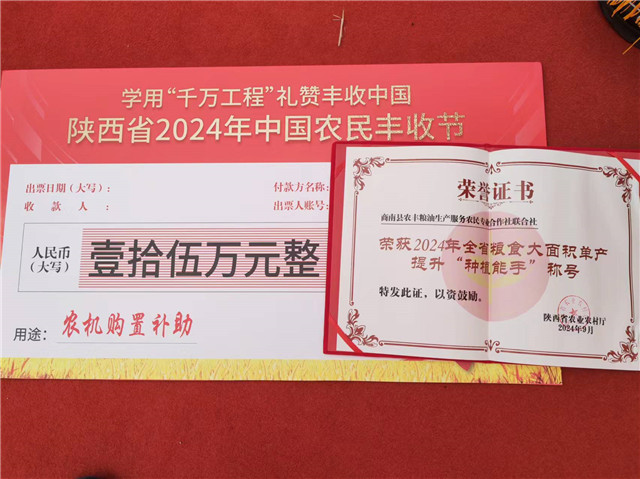 学用“千万工程”礼赞丰收中国
陕西省2024年中国农民丰收节
出票日期（大写）:
付款方名称:
收款人:
出票人账号:
人民币
（大写）
壹拾伍万元整
用途: 农机购置补助
荣誉证书
商南县农丰粮油生产服务农民专业合作社联合社
荣获2024年全省粮食大面积单产
提升“种植能手”称号
特发此证，以资鼓励。
陕西省农业农村厅
2024年9月